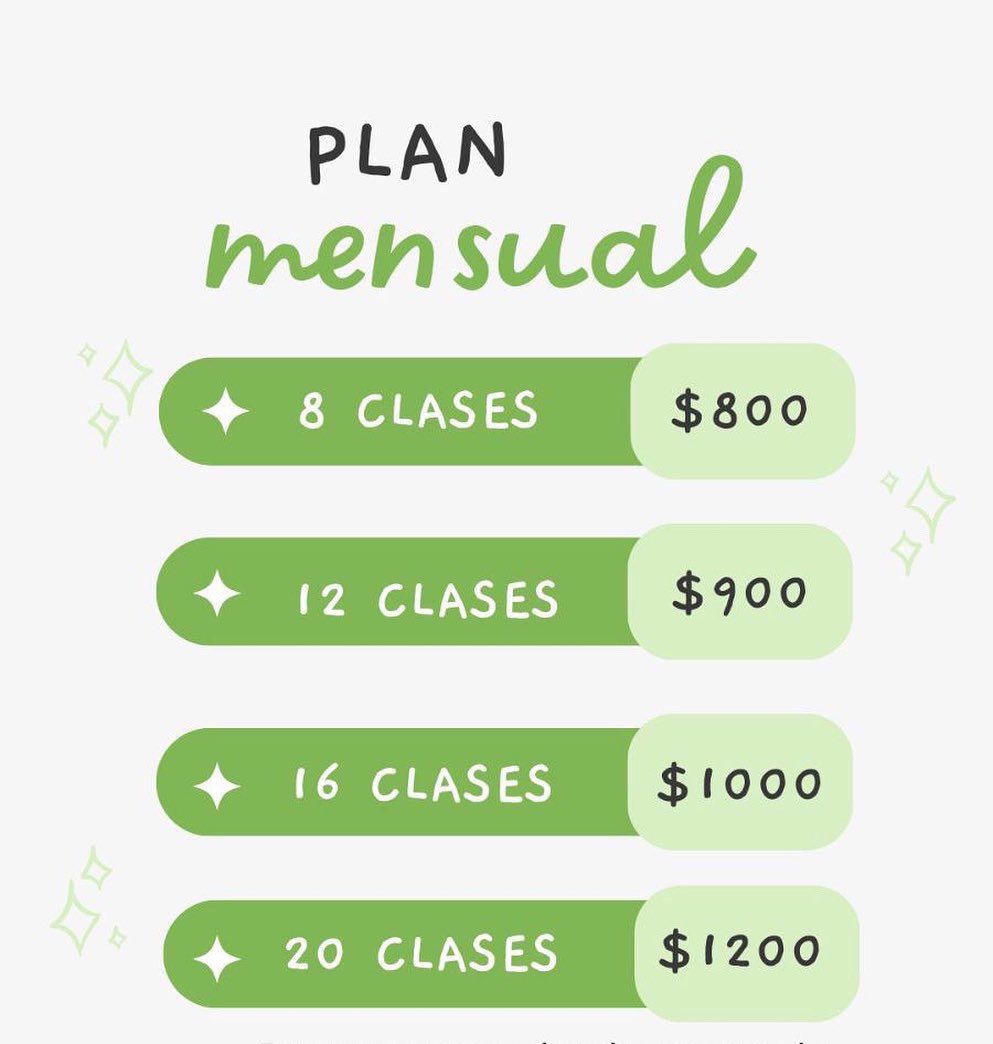 PLAN
mensual
8 CLASES $800
12 CLASES $900
16 CLASES $1000
20 CLASES $1200